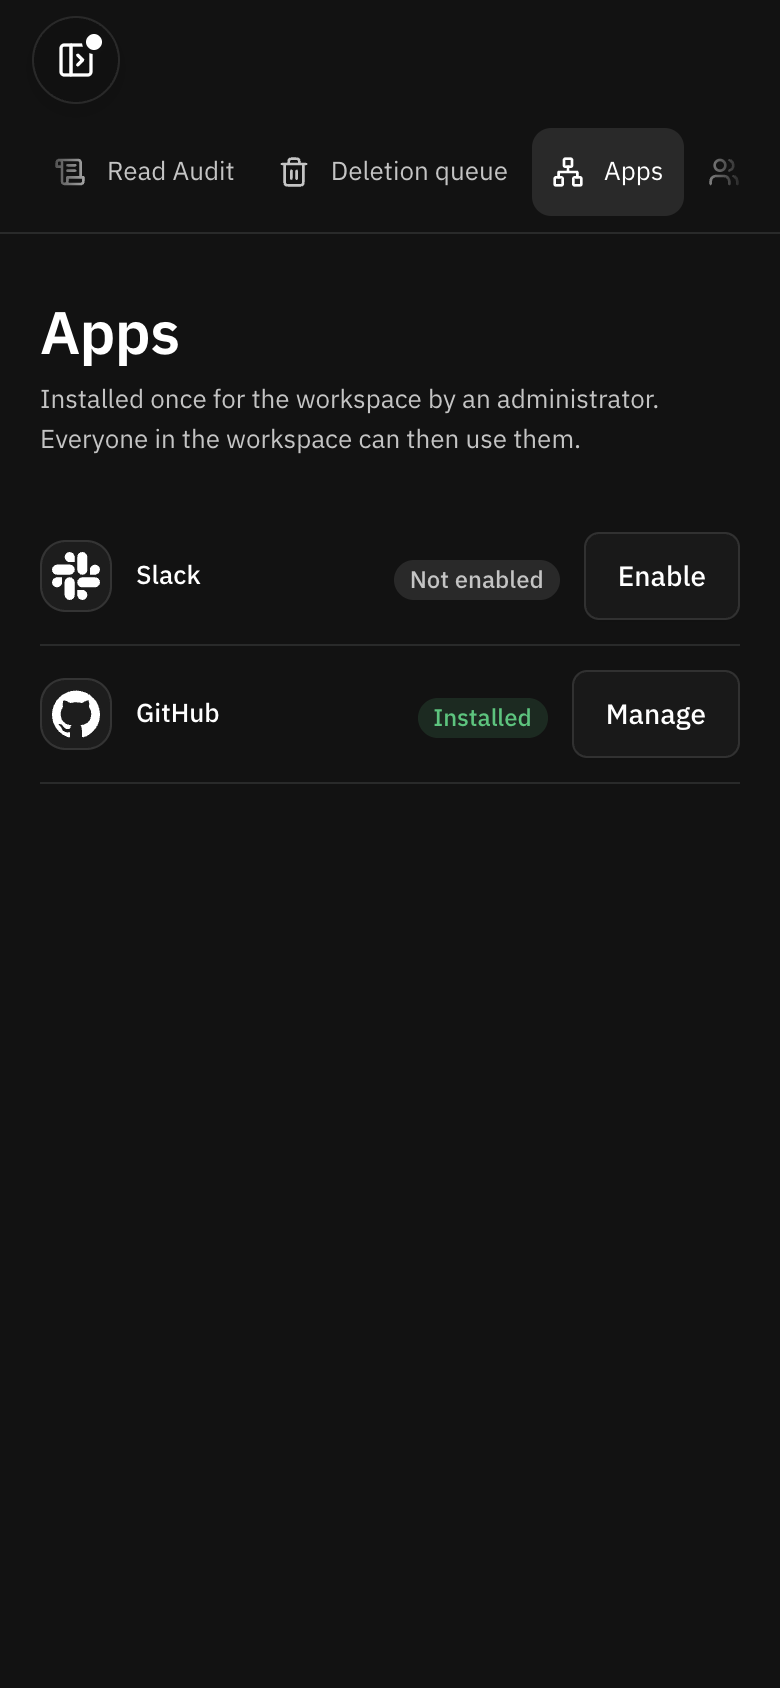 Read Audit
Deletion queue
Apps
Apps
Installed once for the workspace by an administrator.
Everyone in the workspace can then use them.
Slack
Not enabled
Enable
GitHub
Installed
Manage